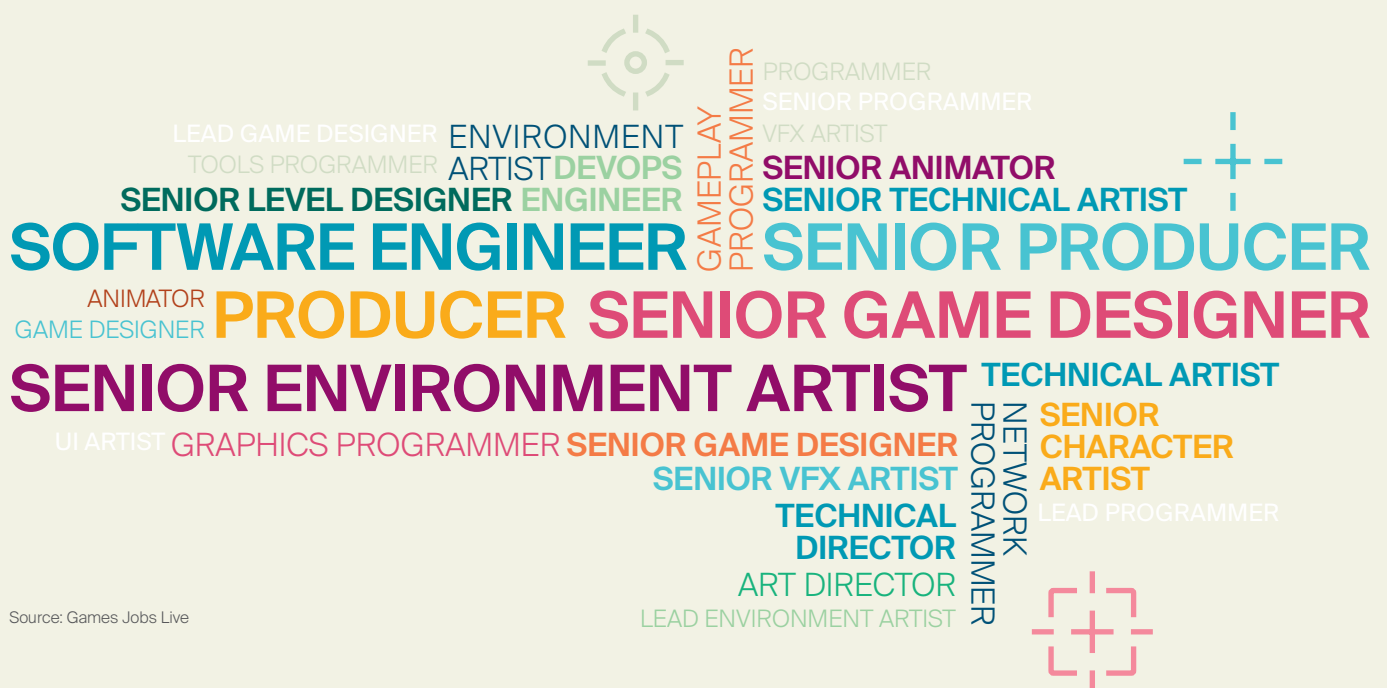 GAMEPLAY
PROGRAMMER
PROGRAMMER
SENIOR PROGRAMMER
VFX ARTIST
LEAD GAME DESIGNER
TOOLS PROGRAMMER
ENVIRONMENT
ARTIST
DEVOPS
ENGINEER
SENIOR LEVEL DESIGNER
SENIOR ANIMATOR
SENIOR TECHNICAL ARTIST
SOFTWARE ENGINEER
SENIOR PRODUCER
ANIMATOR
GAME DESIGNER
PRODUCER
SENIOR GAME DESIGNER
SENIOR ENVIRONMENT ARTIST
TECHNICAL ARTIST
UI ARTIST
GRAPHICS PROGRAMMER
SENIOR GAME DESIGNER
NETWORK
PROGRAMMER
SENIOR
CHARACTER
ARTIST
SENIOR VFX ARTIST
LEAD PROGRAMMER
TECHNICAL
DIRECTOR
ART DIRECTOR
LEAD ENVIRONMENT ARTIST
Source: Games Jobs Live